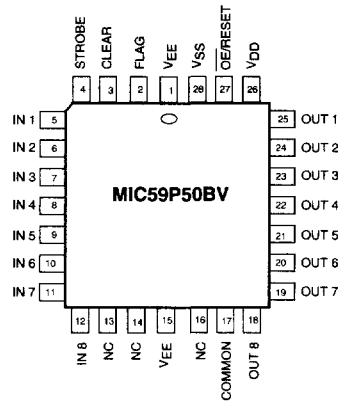 STROBE
CLEAR
FLAG
VEE
VSS
OE/RESET
VDD
4
3
2
1
28
27
26
IN 1 5
IN 2 6
IN 3 7
IN 4 8
IN 5 9
IN 6 10
IN 7 11
MIC59P50BV
25 OUT 1
24 OUT 2
23 OUT 3
22 OUT 4
21 OUT 5
20 OUT 6
19 OUT 7
12
13
14
15
16
17
18
IN 8
NC
NC
VEE
NC
COMMON
OUT 8